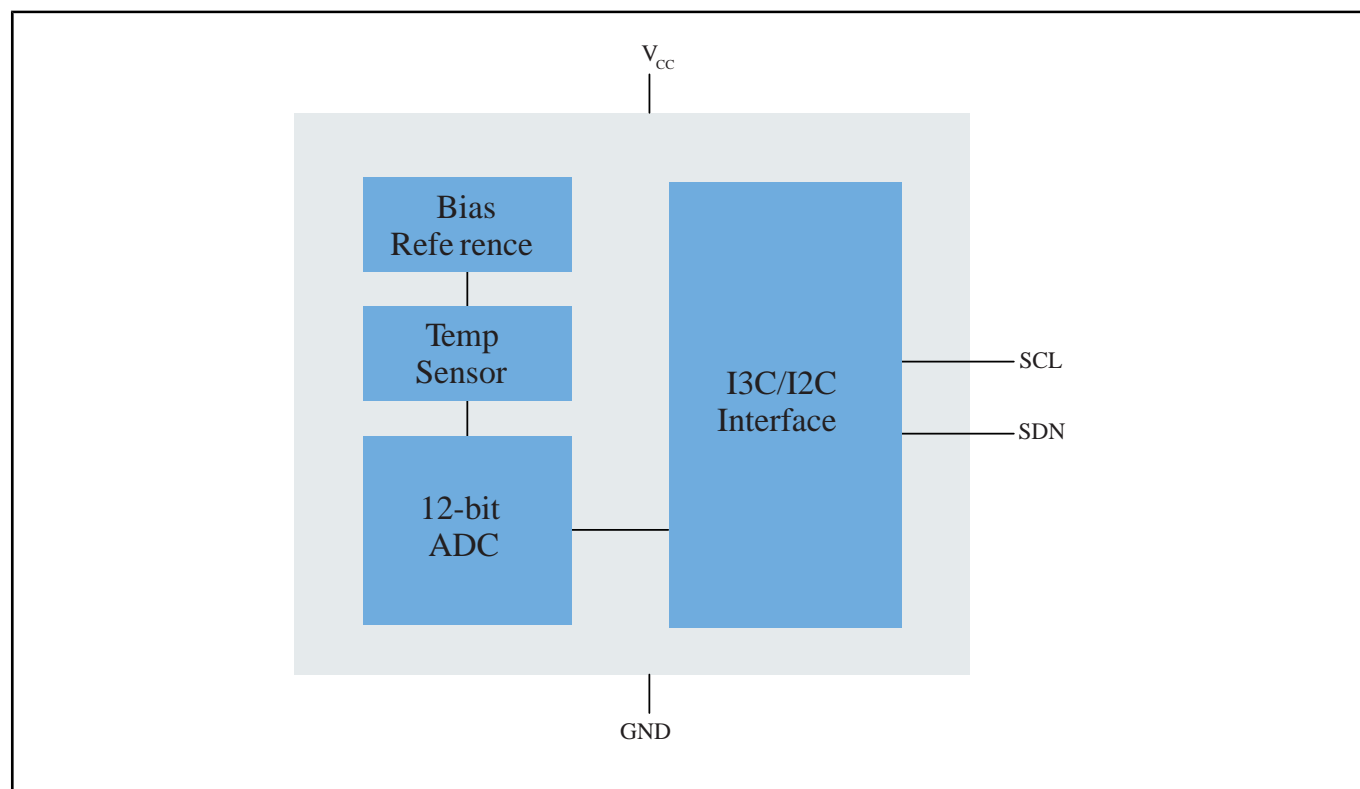 VCC
Bias
Refe rence
Temp
Sensor
12-bit
ADC
I3C/I2C
Interface
SCL
SDN
GND